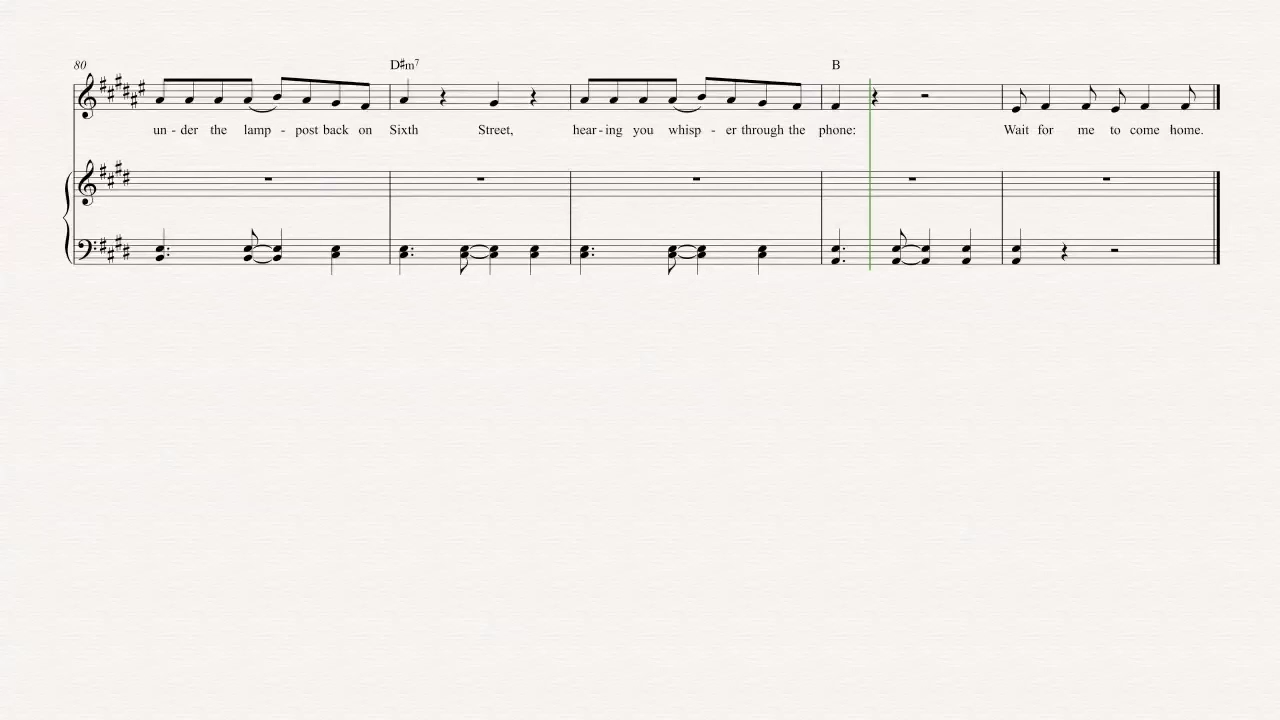 80 D♯m7 B
un - der the lamp - post back on Sixth Street, hear - ing you whisp - er through the phone: Wait for me to come home.